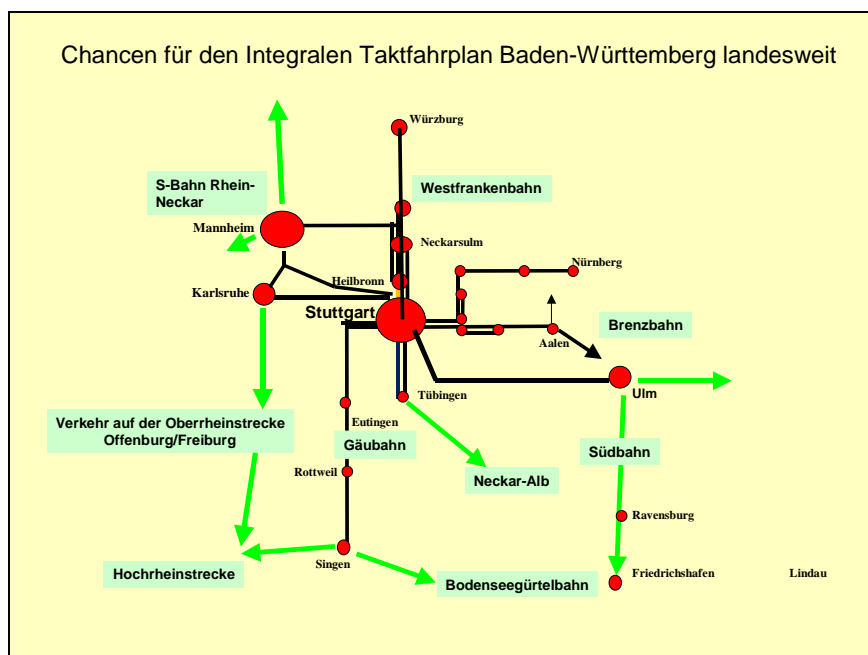 Chancen für den Integralen Taktfahrplan Baden-Württemberg landesweit
Würzburg
S-Bahn Rhein-
Neckar
Westfrankenbahn
Mannheim
Neckarsulm
Nürnberg
Heilbronn
Karlsruhe
Stuttgart
Brenzbahn
Aalen
Ulm
Tübingen
Verkehr auf der Oberrheinstrecke
Offenburg/Freiburg
Eutingen
Gäubahn
Südbahn
Rottweil
Neckar-Alb
Ravensburg
Singen
Hochrheinstrecke
Bodenseegürtelbahn
Friedrichshafen
Lindau